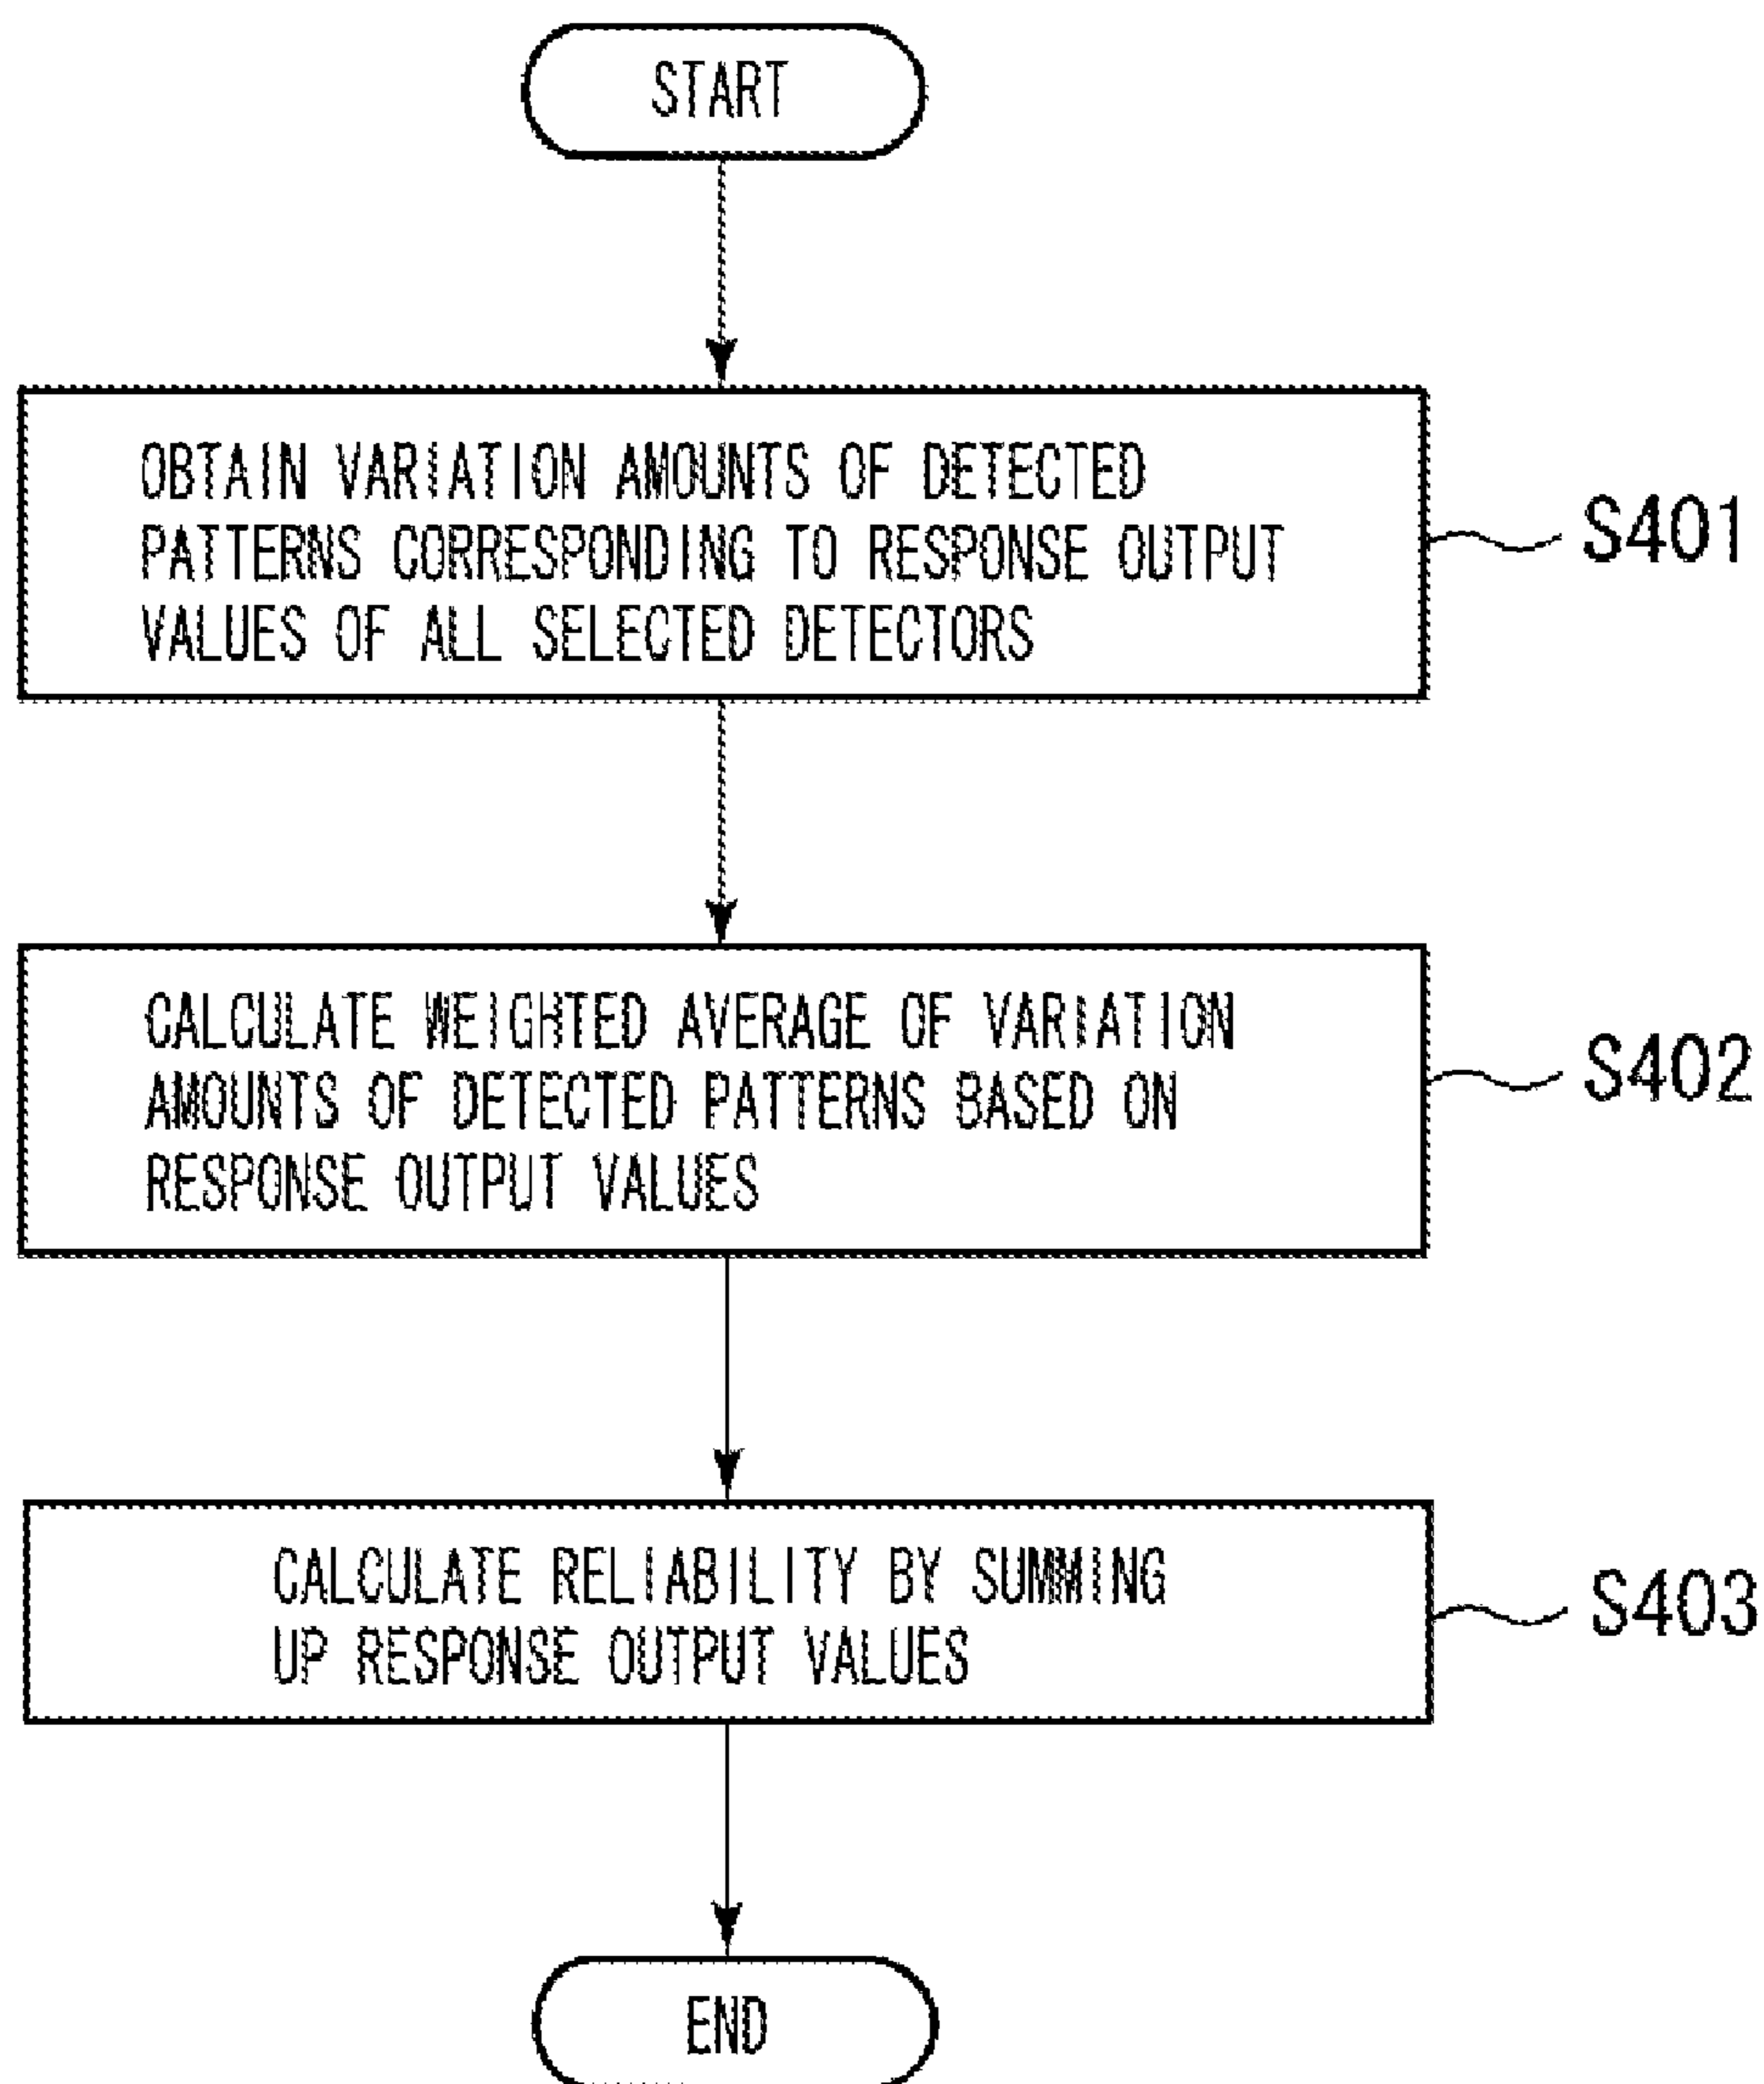 START
OBTAIN VARIATION AMOUNTS OF DETECTED
PATTERNS CORRESPONDING TO RESPONSE OUTPUT
VALUES OF ALL SELECTED DETECTORS
S401
CALCULATE WEIGHTED AVERAGE OF VARIATION
AMOUNTS OF DETECTED PATTERNS BASED ON
RESPONSE OUTPUT VALUES
S402
CALCULATE RELIABILITY BY SUMMING
UP RESPONSE OUTPUT VALUES
S403
END